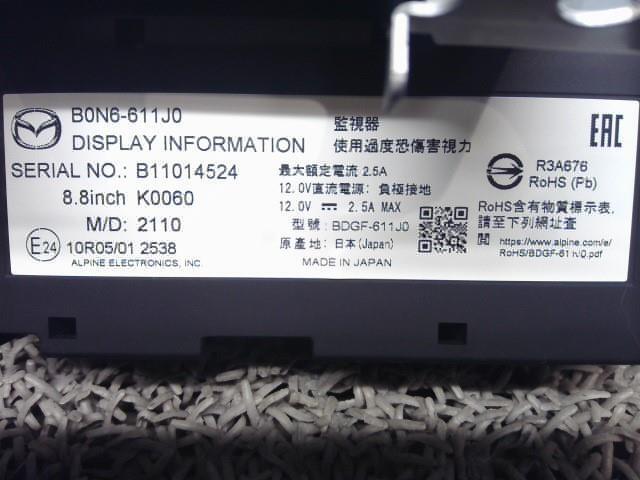 B0N6-611J0
DISPLAY INFORMATION
SERIAL NO.: B11014524
8.8inch K0060
M/D: 2110
E24 10R05/01 2538
ALPINE ELECTRONICS, INC.
監視器
使用過度恐傷害視力
最大額定電流 2.5A
12.0V直流電源: 負極接地
12.0V ⎓ 2.5A MAX
型號: BDGF-611J0
原產地: 日本(Japan)
MADE IN JAPAN
EAC
R3A676
RoHS (Pb)
RoHS含有物質標示表.
請至下列網址查
閱 https://www.alpine.com/e/
RoHS/BDGF-611J0.pdf